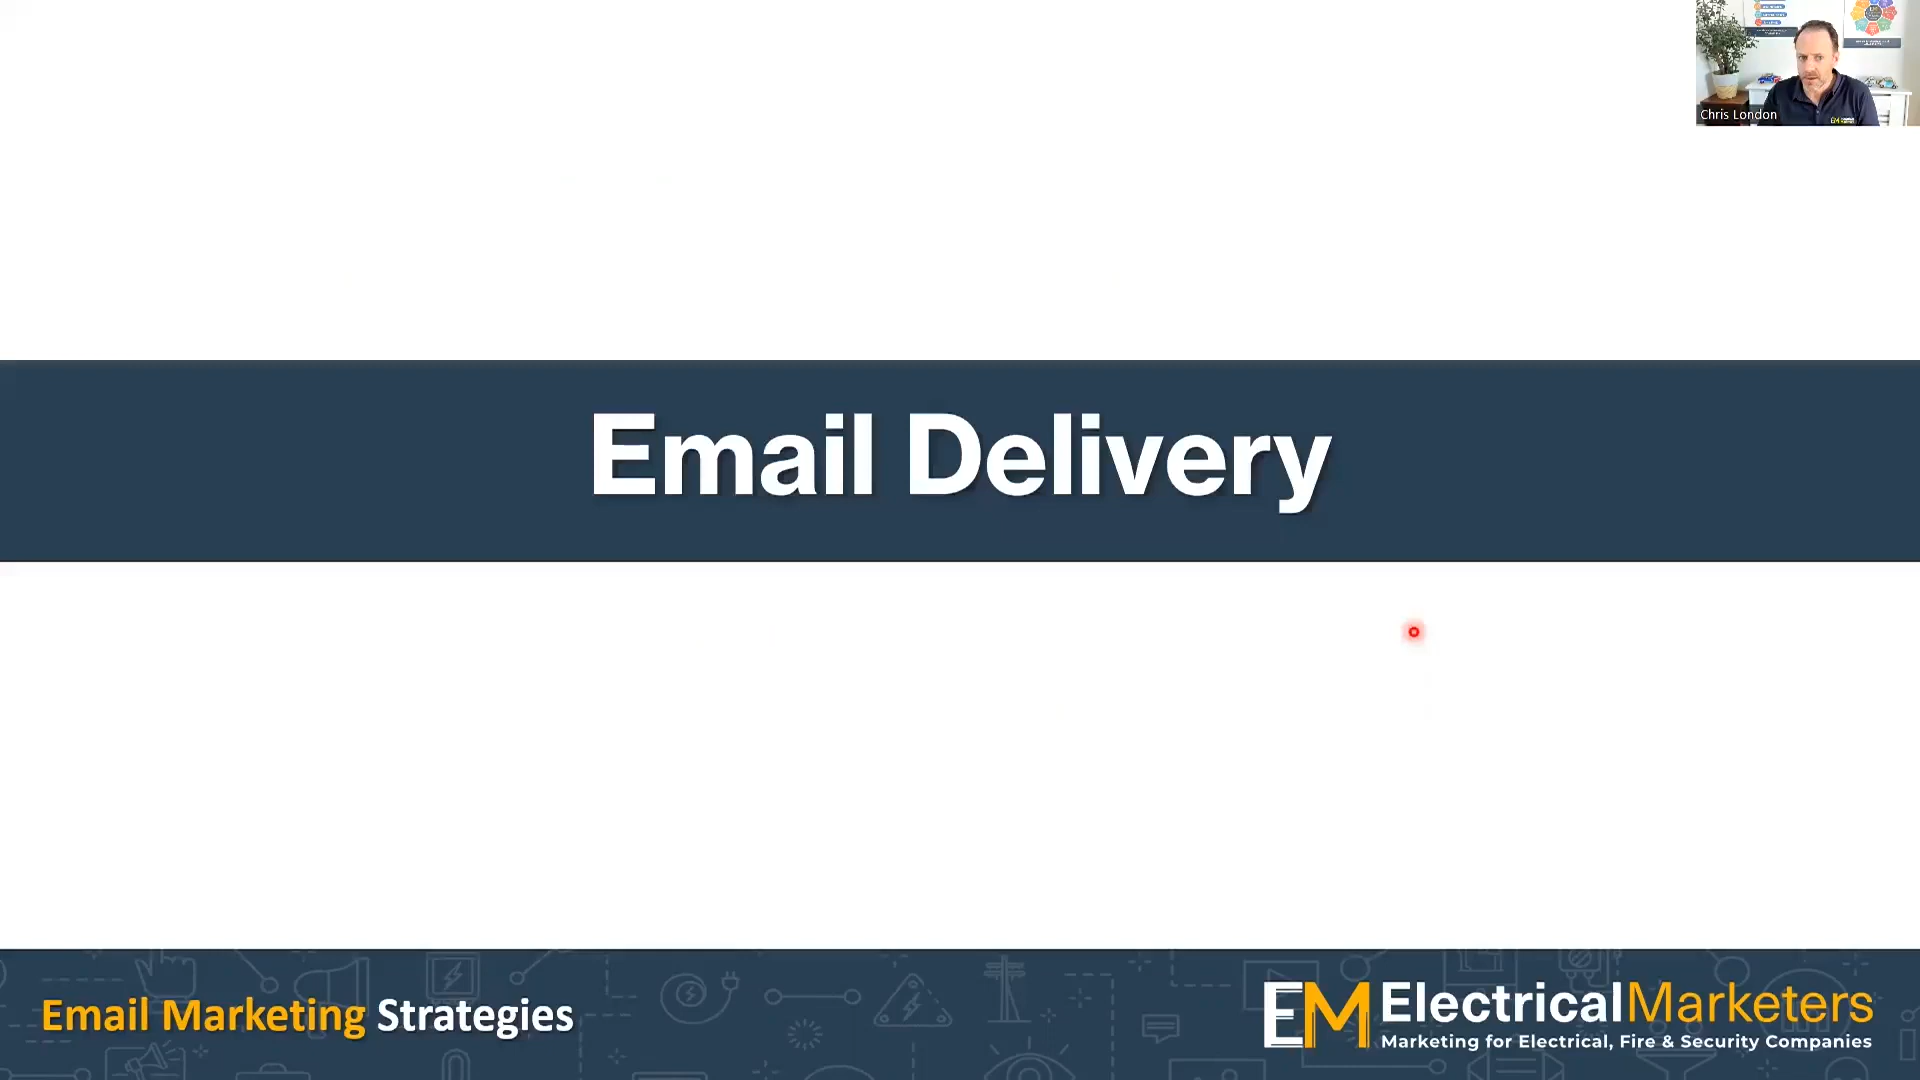 Chris London
Email Delivery
Email Marketing Strategies
EM ElectricalMarketers
Marketing for Electrical, Fire & Security Companies